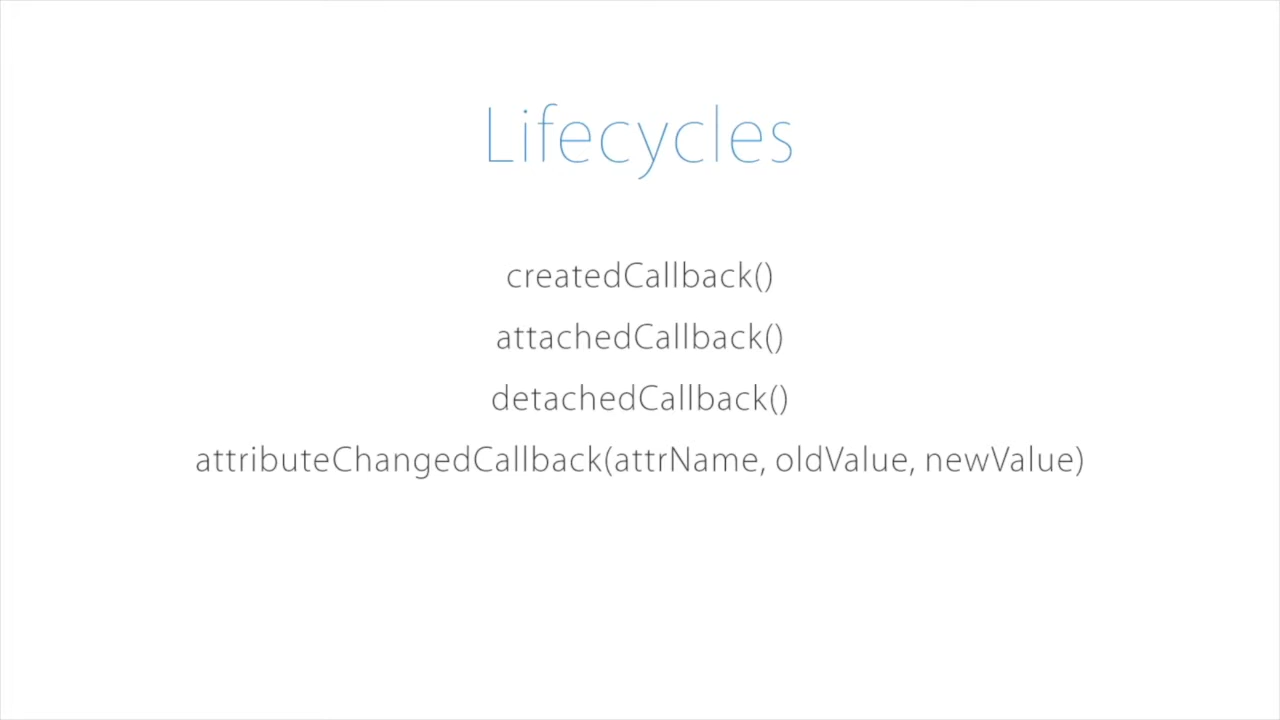 Lifecycles
createdCallback()
attachedCallback()
detachedCallback()
attributeChangedCallback(attrName, oldValue, newValue)